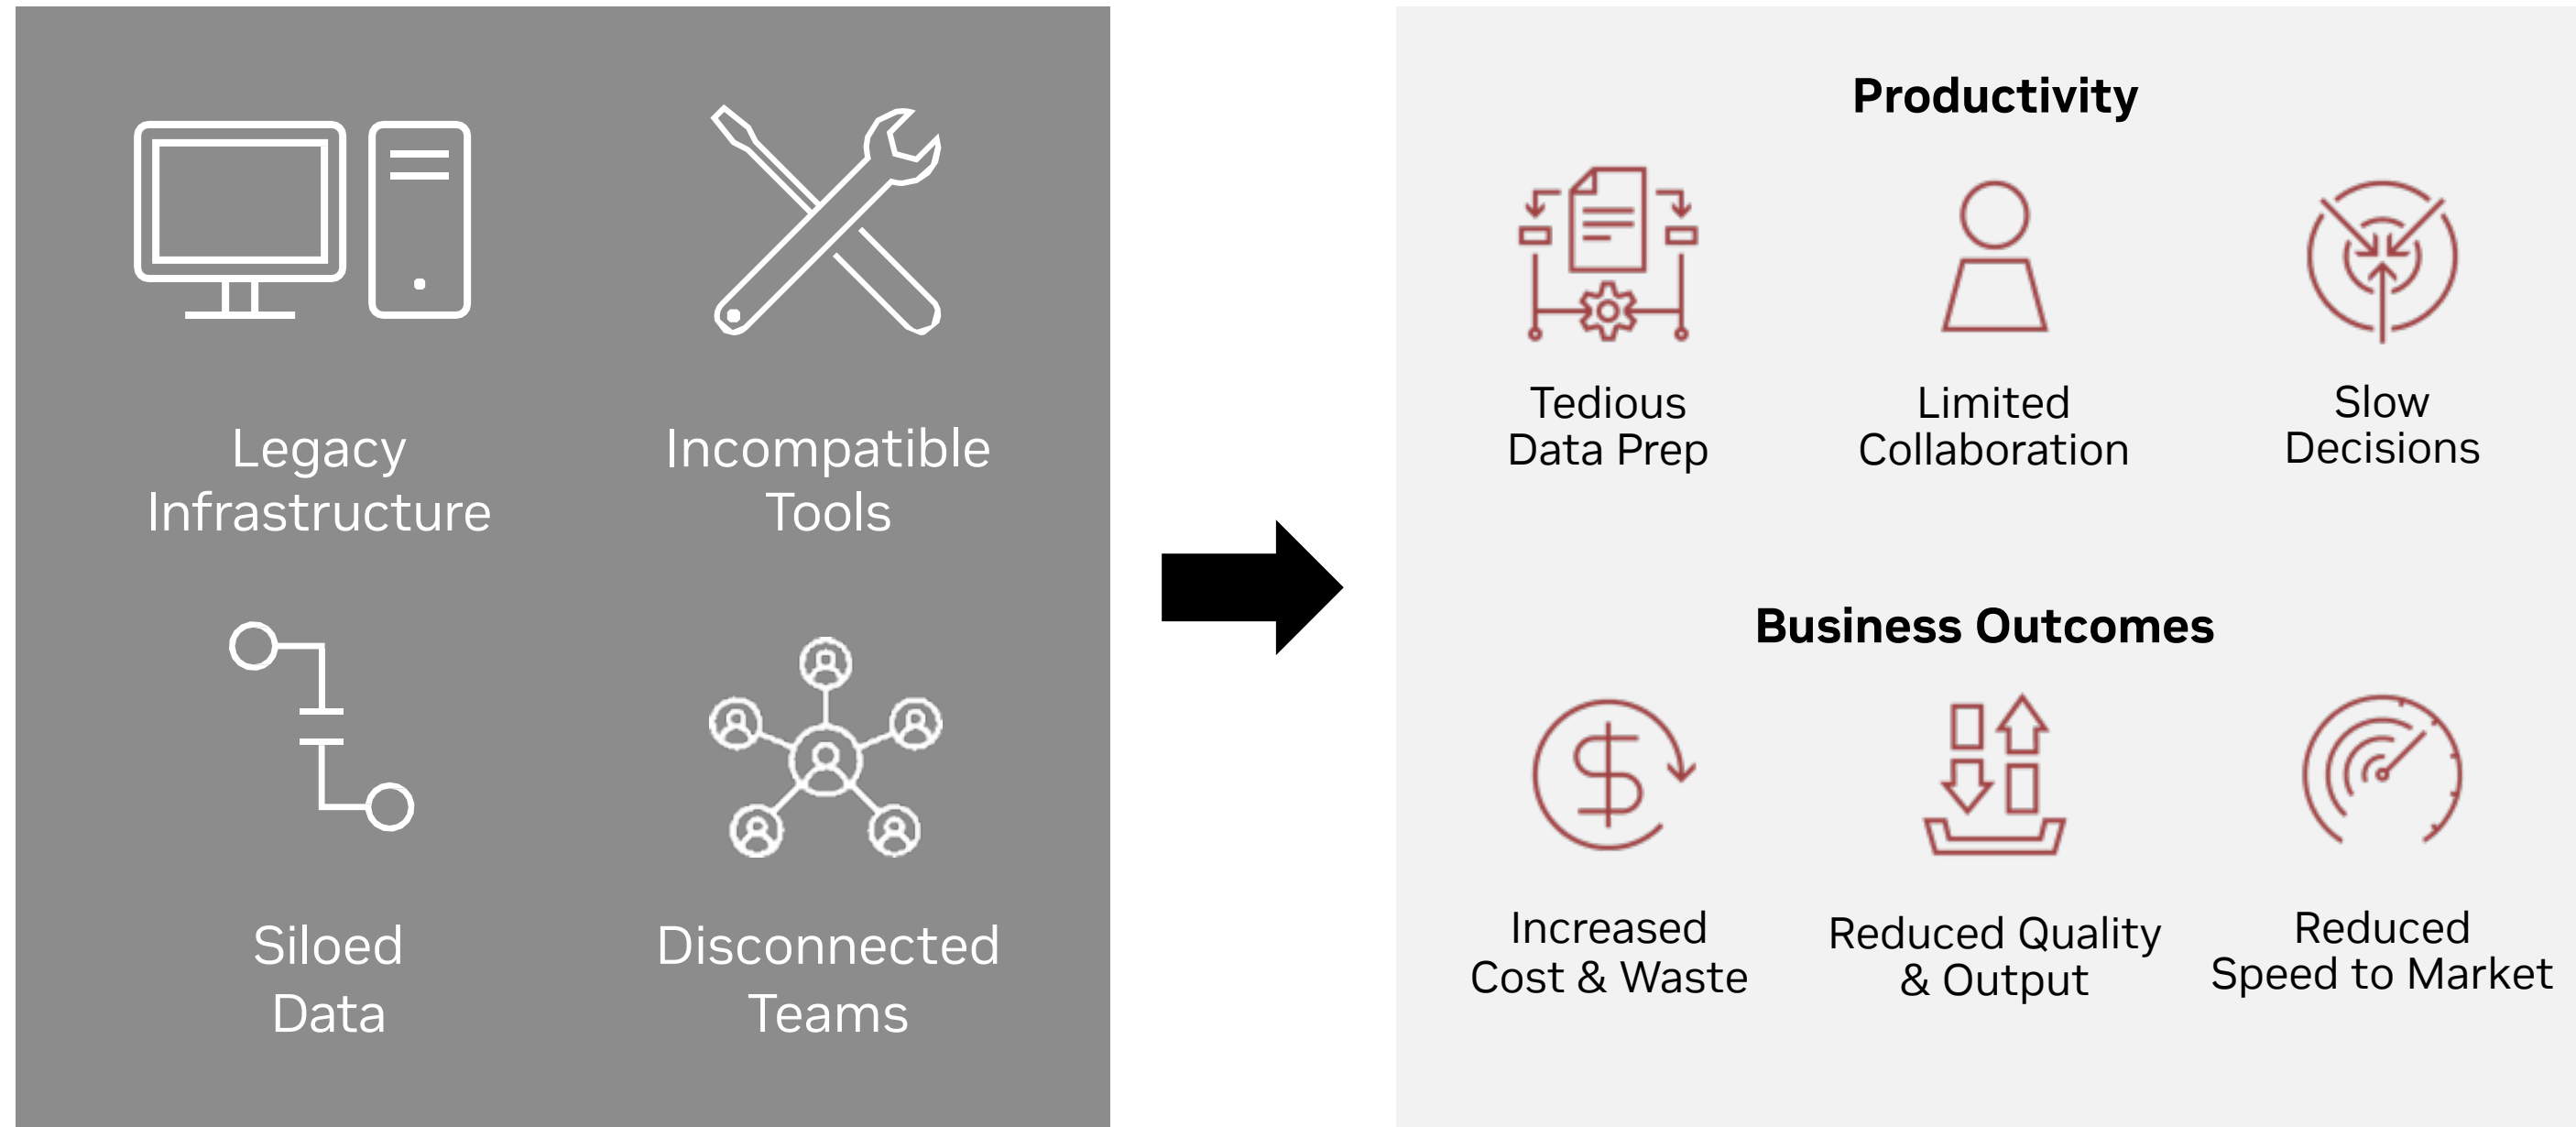 Legacy
Infrastructure
Incompatible
Tools
Siloed
Data
Disconnected
Teams
Productivity
Tedious
Data Prep
Limited
Collaboration
Slow
Decisions
Business Outcomes
Increased
Cost & Waste
Reduced Quality
& Output
Reduced
Speed to Market